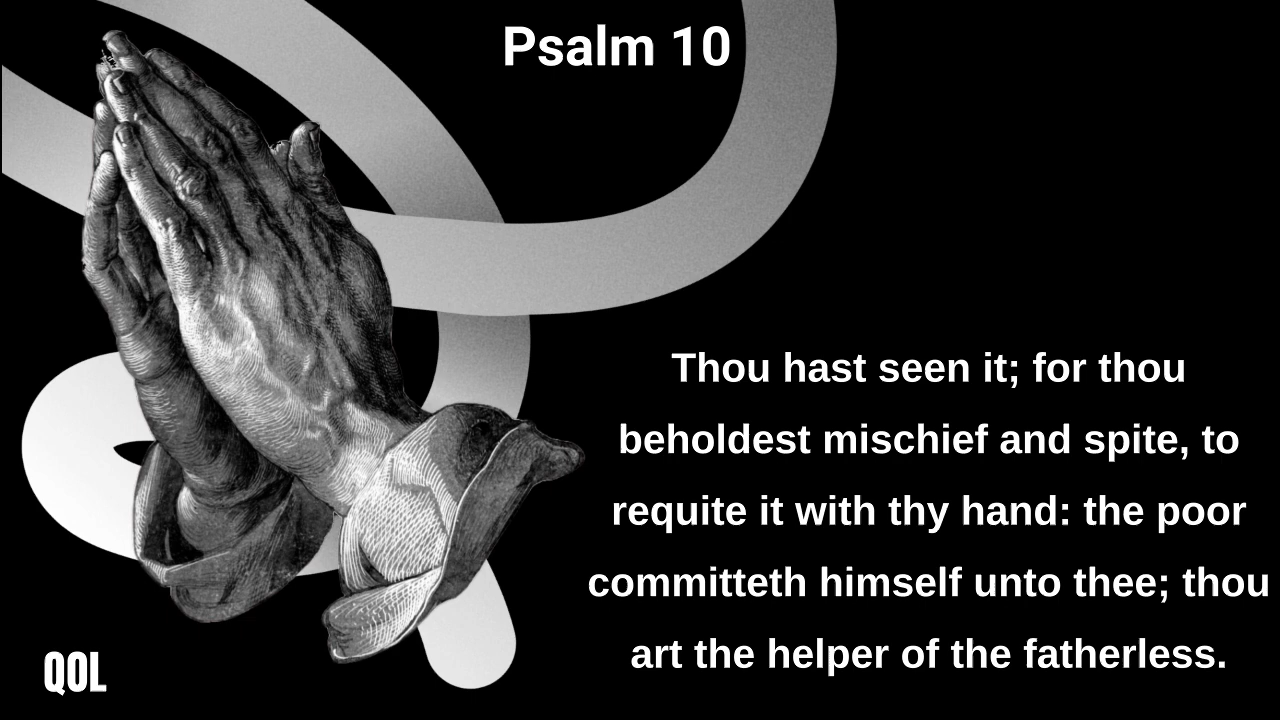 Psalm 10
Thou hast seen it; for thou
beholdest mischief and spite, to
requite it with thy hand: the poor
committeth himself unto thee; thou
art the helper of the fatherless.
QOL